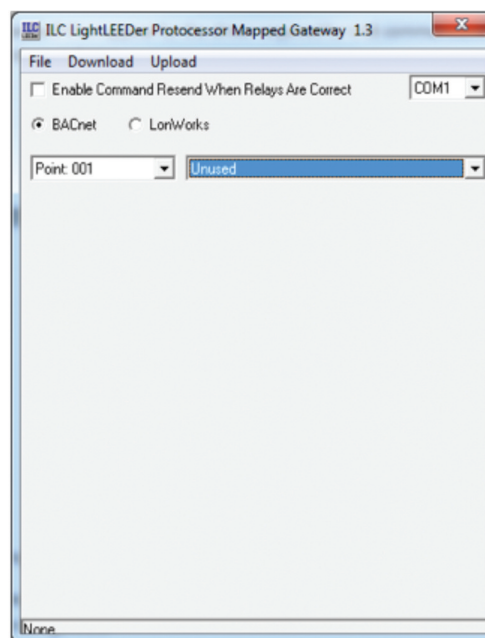 ILC LightLEEDer Protocessor Mapped Gateway 1.3
File Download Upload
Enable Command Resend When Relays Are Correct COM1
BACnet LonWorks
Point: 001 Unused
None